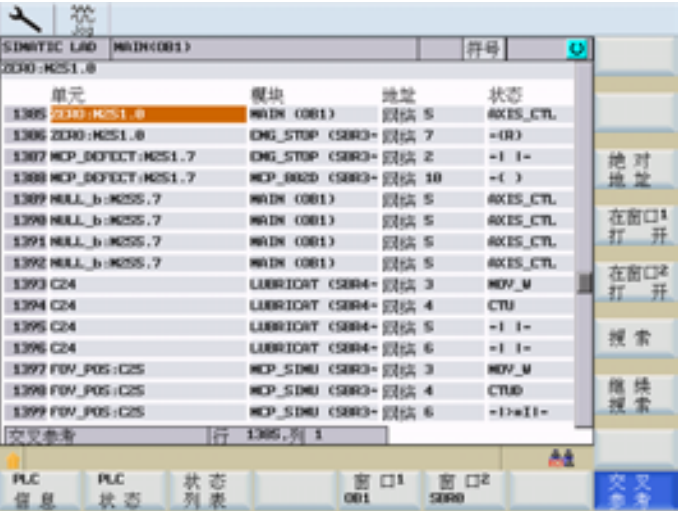 Jog
SIMATIC LAD MAIN(OB1) 符号
ZERO:M251.0
单元 模块 地址 状态
1385 ZERO:M251.0 MAIN (OB1) 网络 5 AXIS_CTL
1386 ZERO:M251.0 EMG_STOP (SBR3~ 网络 7 -(R)
1387 MCP_DEFECT:M251.7 EMG_STOP (SBR3~ 网络 2 -| |-
1388 MCP_DEFECT:M251.7 MCP_802D (SBR3~ 网络 18 -( )
1389 NULL_b:M255.7 MAIN (OB1) 网络 5 AXIS_CTL
1390 NULL_b:M255.7 MAIN (OB1) 网络 5 AXIS_CTL
1391 NULL_b:M255.7 MAIN (OB1) 网络 5 AXIS_CTL
1392 NULL_b:M255.7 MAIN (OB1) 网络 5 AXIS_CTL
1393 C24 LUBRICAT (SBR4~ 网络 3 MOV_W
1394 C24 LUBRICAT (SBR4~ 网络 4 CTU
1395 C24 LUBRICAT (SBR4~ 网络 5 -| |-
1396 C24 LUBRICAT (SBR4~ 网络 6 -| |-
1397 FOV_POS:C25 MCP_SIMU (SBR3~ 网络 3 MOV_W
1398 FOV_POS:C25 MCP_SIMU (SBR3~ 网络 4 CTUD
1399 FOV_POS:C25 MCP_SIMU (SBR3~ 网络 6 -|>=I|-
交叉参考 行 1385,列 1
绝对
地址
在窗口1
打 开
在窗口2
打 开
搜索
继续
搜索
交叉
参考
PLC
信息
PLC
状态
状态
列表
窗口1
OB1
窗口2
SBR0